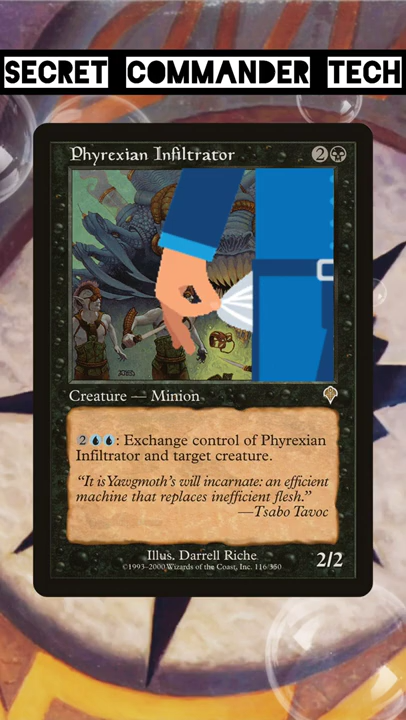 SECRET COMMANDER TECH
Phyrexian Infiltrator 2
Creature — Minion
2: Exchange control of Phyrexian
Infiltrator and target creature.
"It is Yawgmoth's will incarnate: an efficient
machine that replaces inefficient flesh."
—Tsabo Tavoc
Illus. Darrell Riche
©1993–2000 Wizards of the Coast, Inc. 116/350
2/2